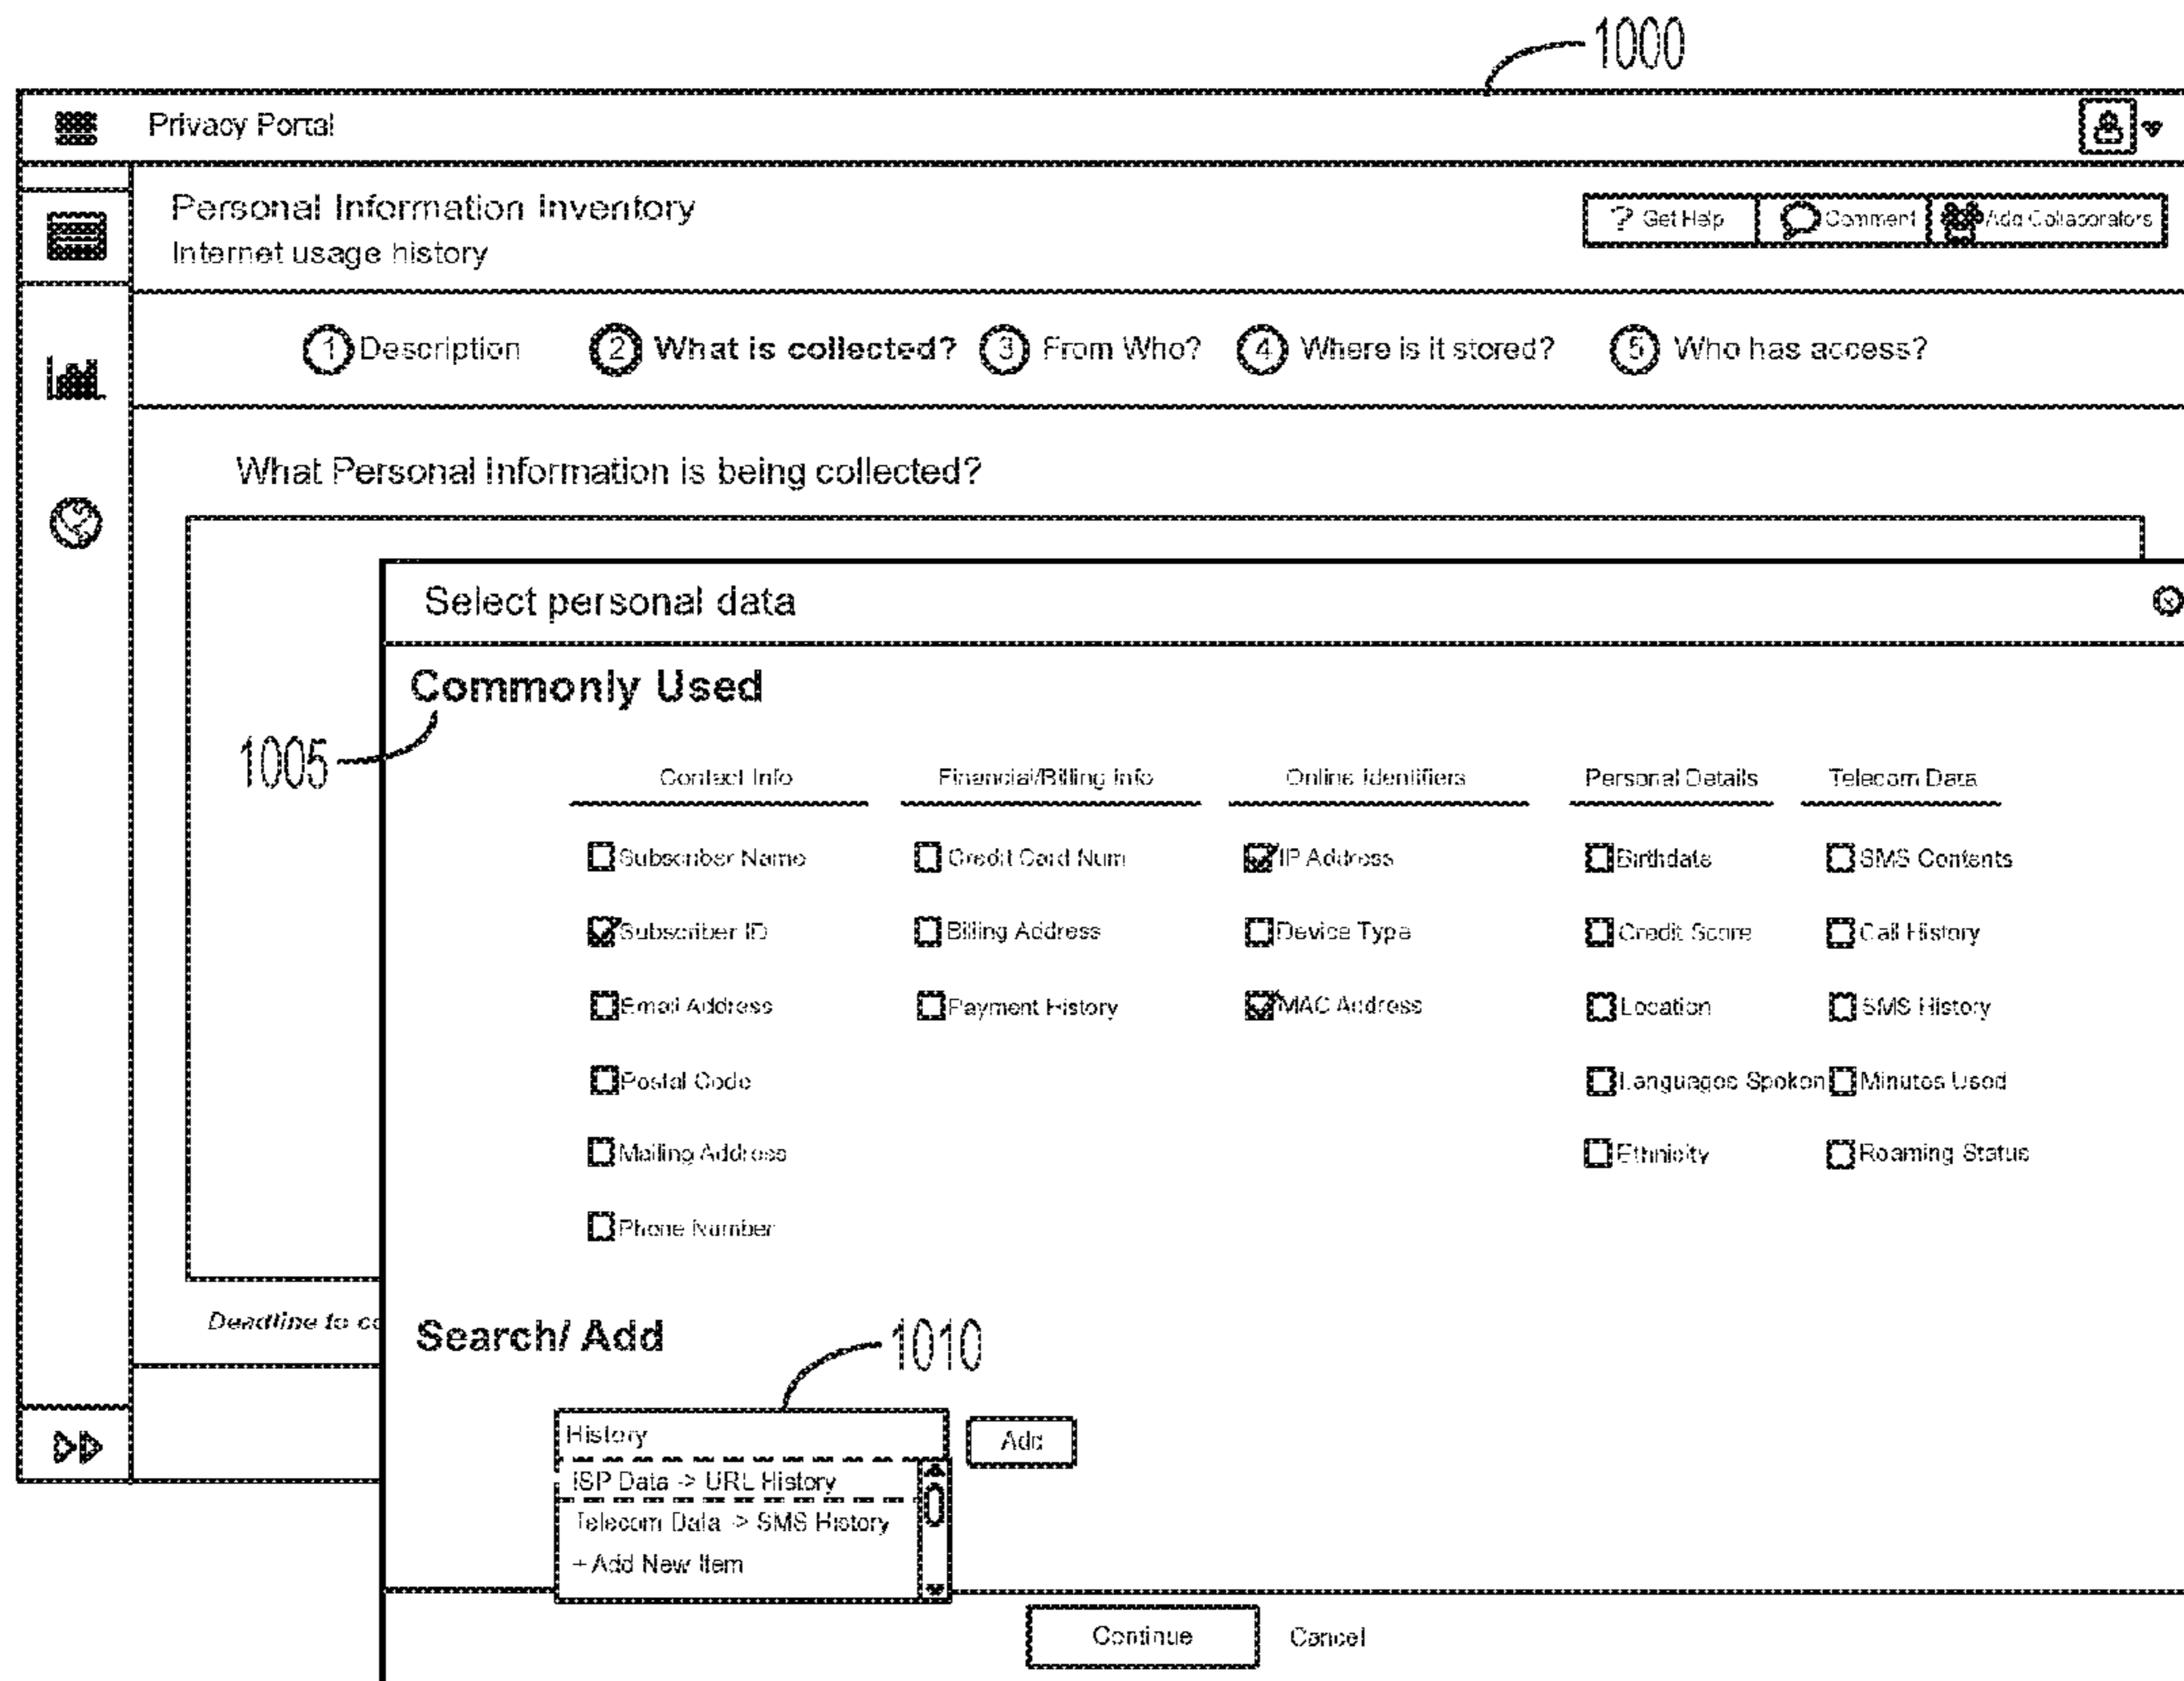 1000
Privacy Portal
Personal Information Inventory
Internet usage history
? Get Help Comment Add Collaborators
1 Description 2 What is collected? 3 From Who? 4 Where is it stored? 5 Who has access?
What Personal Information is being collected?
Select personal data
Commonly Used
1005
Contact Info Financial/Billing Info Online Identifiers Personal Details Telecom Data
Subscriber Name Credit Card Num IP Address Birthdate SMS Contents
Subscriber ID Billing Address Device Type Credit Score Call History
Email Address Payment History MAC Address Location SMS History
Postal Code Languages Spoken Minutes Used
Mailing Address Ethnicity Roaming Status
Phone Number
Deadline to co
Search/ Add
1010
History Add
ISP Data -> URL History
Telecom Data -> SMS History
+ Add New Item
Continue Cancel